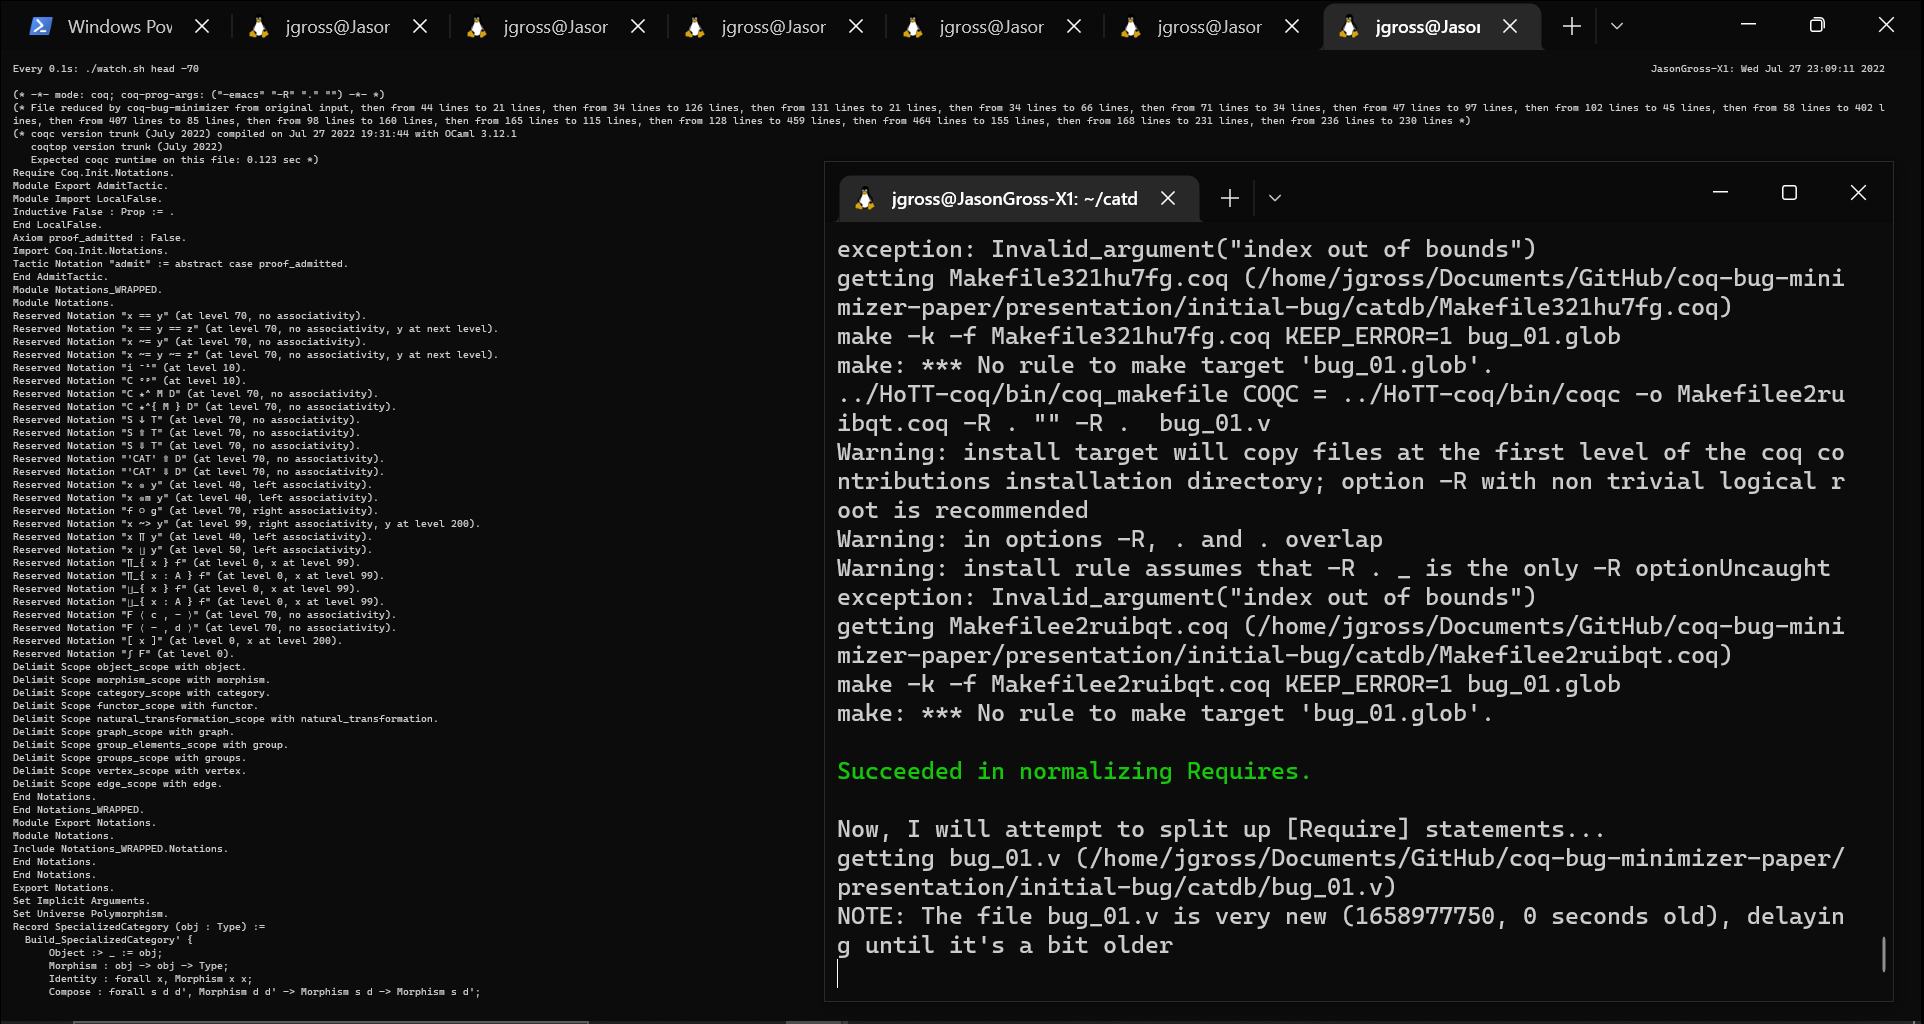 Windows Pow
jgross@Jasor
jgross@Jasor
jgross@Jasor
jgross@Jasor
jgross@Jasor
jgross@Jasor
Every 0.1s: ./watch.sh head -70
JasonGross-X1: Wed Jul 27 23:09:11 2022
(* -*- mode: coq; coq-prog-args: ("-emacs" "-R" "." "") -*- *)
(* File reduced by coq-bug-minimizer from original input, then from 44 lines to 21 lines, then from 34 lines to 126 lines, then from 131 lines to 21 lines, then from 34 lines to 66 lines, then from 71 lines to 34 lines, then from 47 lines to 97 lines, then from 102 lines to 45 lines, then from 58 lines to 402 l
ines, then from 407 lines to 85 lines, then from 98 lines to 160 lines, then from 165 lines to 115 lines, then from 128 lines to 459 lines, then from 464 lines to 155 lines, then from 168 lines to 231 lines, then from 236 lines to 230 lines *)
(* coqc version trunk (July 2022) compiled on Jul 27 2022 19:31:44 with OCaml 3.12.1
coqtop version trunk (July 2022)
Expected coqc runtime on this file: 0.123 sec *)
Require Coq.Init.Notations.
Module Export AdmitTactic.
Module Import LocalFalse.
Inductive False : Prop := .
End LocalFalse.
Axiom proof_admitted : False.
Import Coq.Init.Notations.
Tactic Notation "admit" := abstract case proof_admitted.
End AdmitTactic.
Module Notations_WRAPPED.
Module Notations.
Reserved Notation "x == y" (at level 70, no associativity).
Reserved Notation "x == y == z" (at level 70, no associativity, y at next level).
Reserved Notation "x ~= y" (at level 70, no associativity).
Reserved Notation "x ~= y ~= z" (at level 70, no associativity, y at next level).
Reserved Notation "i ⁻¹" (at level 10).
Reserved Notation "C ᵒᵖ" (at level 10).
Reserved Notation "C ★^ M D" (at level 70, no associativity).
Reserved Notation "C ★^{ M } D" (at level 70, no associativity).
Reserved Notation "S ↓ T" (at level 70, no associativity).
Reserved Notation "S ⇑ T" (at level 70, no associativity).
Reserved Notation "S ⇓ T" (at level 70, no associativity).
Reserved Notation "'CAT' ⇑ D" (at level 70, no associativity).
Reserved Notation "'CAT' ⇓ D" (at level 70, no associativity).
Reserved Notation "x ⊗ y" (at level 40, left associativity).
Reserved Notation "x ⊗m y" (at level 40, left associativity).
Reserved Notation "f ○ g" (at level 70, right associativity).
Reserved Notation "x ~> y" (at level 99, right associativity, y at level 200).
Reserved Notation "x ∏ y" (at level 40, left associativity).
Reserved Notation "x ∐ y" (at level 50, left associativity).
Reserved Notation "∏_{ x } f" (at level 0, x at level 99).
Reserved Notation "∏_{ x : A } f" (at level 0, x at level 99).
Reserved Notation "∐_{ x } f" (at level 0, x at level 99).
Reserved Notation "∐_{ x : A } f" (at level 0, x at level 99).
Reserved Notation "F ⟨ c , - ⟩" (at level 70, no associativity).
Reserved Notation "F ⟨ - , d ⟩" (at level 70, no associativity).
Reserved Notation "[ x ]" (at level 0, x at level 200).
Reserved Notation "∫ F" (at level 0).
Delimit Scope object_scope with object.
Delimit Scope morphism_scope with morphism.
Delimit Scope category_scope with category.
Delimit Scope functor_scope with functor.
Delimit Scope natural_transformation_scope with natural_transformation.
Delimit Scope graph_scope with graph.
Delimit Scope group_elements_scope with group.
Delimit Scope groups_scope with groups.
Delimit Scope vertex_scope with vertex.
Delimit Scope edge_scope with edge.
End Notations.
End Notations_WRAPPED.
Module Export Notations.
Module Notations.
Include Notations_WRAPPED.Notations.
End Notations.
End Notations.
Export Notations.
Set Implicit Arguments.
Set Universe Polymorphism.
Record SpecializedCategory (obj : Type) :=
Build_SpecializedCategory' {
Object :> _ := obj;
Morphism : obj -> obj -> Type;
Identity : forall x, Morphism x x;
Compose : forall s d d', Morphism d d' -> Morphism s d -> Morphism s d';
jgross@JasonGross-X1: ~/catd
exception: Invalid_argument("index out of bounds")
getting Makefile321hu7fg.coq (/home/jgross/Documents/GitHub/coq-bug-mini
mizer-paper/presentation/initial-bug/catdb/Makefile321hu7fg.coq)
make -k -f Makefile321hu7fg.coq KEEP_ERROR=1 bug_01.glob
make: *** No rule to make target 'bug_01.glob'.
../HoTT-coq/bin/coq_makefile COQC = ../HoTT-coq/bin/coqc -o Makefilee2ru
ibqt.coq -R . "" -R .  bug_01.v
Warning: install target will copy files at the first level of the coq co
ntributions installation directory; option -R with non trivial logical r
oot is recommended
Warning: in options -R, . and . overlap
Warning: install rule assumes that -R . _ is the only -R optionUncaught
exception: Invalid_argument("index out of bounds")
getting Makefilee2ruibqt.coq (/home/jgross/Documents/GitHub/coq-bug-mini
mizer-paper/presentation/initial-bug/catdb/Makefilee2ruibqt.coq)
make -k -f Makefilee2ruibqt.coq KEEP_ERROR=1 bug_01.glob
make: *** No rule to make target 'bug_01.glob'.
Succeeded in normalizing Requires.
Now, I will attempt to split up [Require] statements...
getting bug_01.v (/home/jgross/Documents/GitHub/coq-bug-minimizer-paper/
presentation/initial-bug/catdb/bug_01.v)
NOTE: The file bug_01.v is very new (1658977750, 0 seconds old), delayin
g until it's a bit older